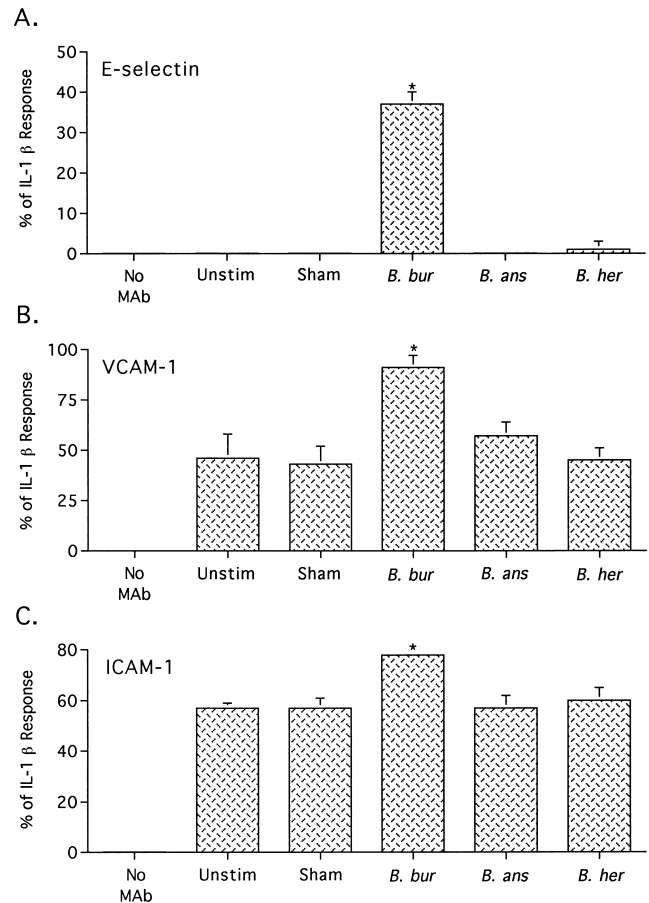 A.
50
40
30
20
10
0
% of IL-1 β Response
E-selectin
*
No MAb Unstim Sham B. bur B. ans B. her
B.
100
75
50
25
0
% of IL-1 β Response
VCAM-1
*
No MAb Unstim Sham B. bur B. ans B. her
C.
80
60
40
20
0
% of IL-1 β Response
ICAM-1
*
No MAb Unstim Sham B. bur B. ans B. her